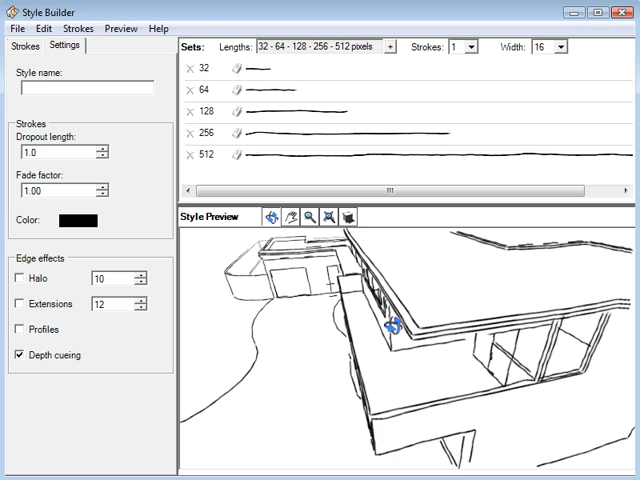 Style Builder
File Edit Strokes Preview Help
Strokes Settings
Style name:
Strokes
Dropout length:
1.0
Fade factor:
1.00
Color:
Edge effects
Halo 10
Extensions 12
Profiles
Depth cueing
Sets: Lengths: 32 - 64 - 128 - 256 - 512 pixels + Strokes: 1 Width: 16
32
64
128
256
512
Style Preview